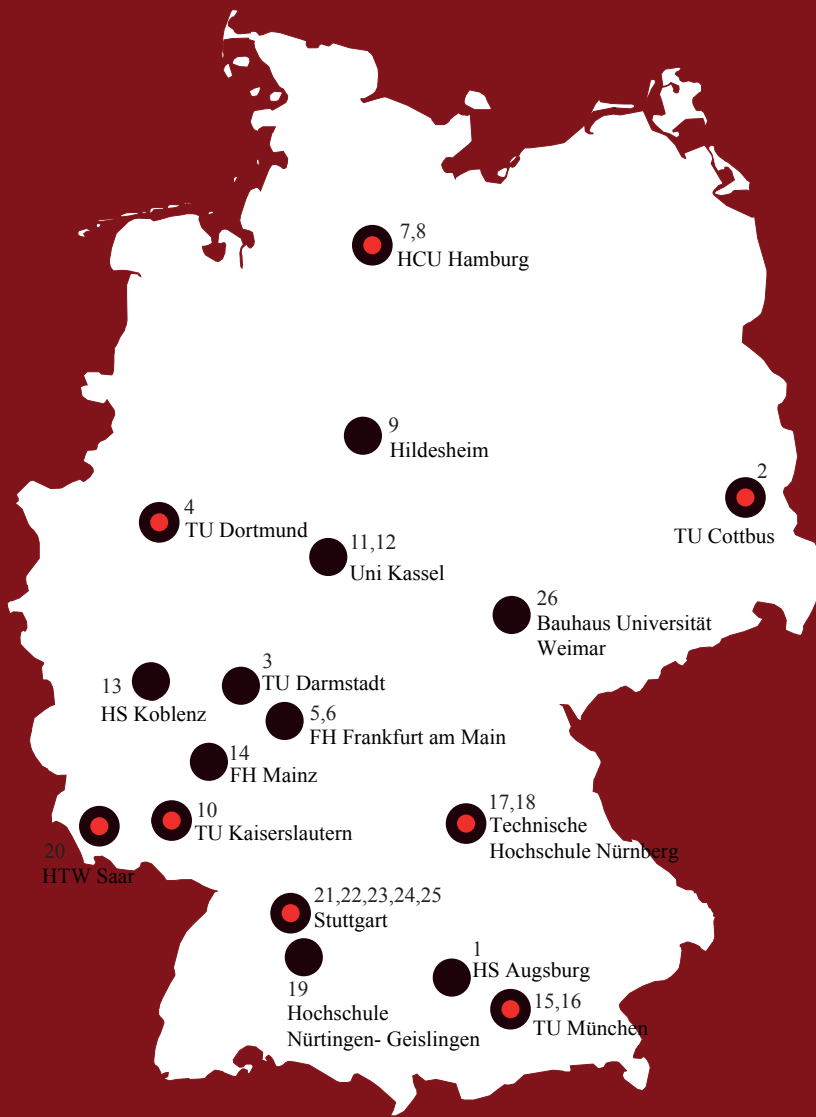 7,8
HCU Hamburg
9
Hildesheim
2
TU Cottbus
4
TU Dortmund
11,12
Uni Kassel
26
Bauhaus Universität
Weimar
3
TU Darmstadt
13
HS Koblenz
5,6
FH Frankfurt am Main
14
FH Mainz
10
TU Kaiserslautern
17,18
Technische
Hochschule Nürnberg
20
HTW Saar
21,22,23,24,25
Stuttgart
1
HS Augsburg
19
Hochschule
Nürtingen- Geislingen
15,16
TU München